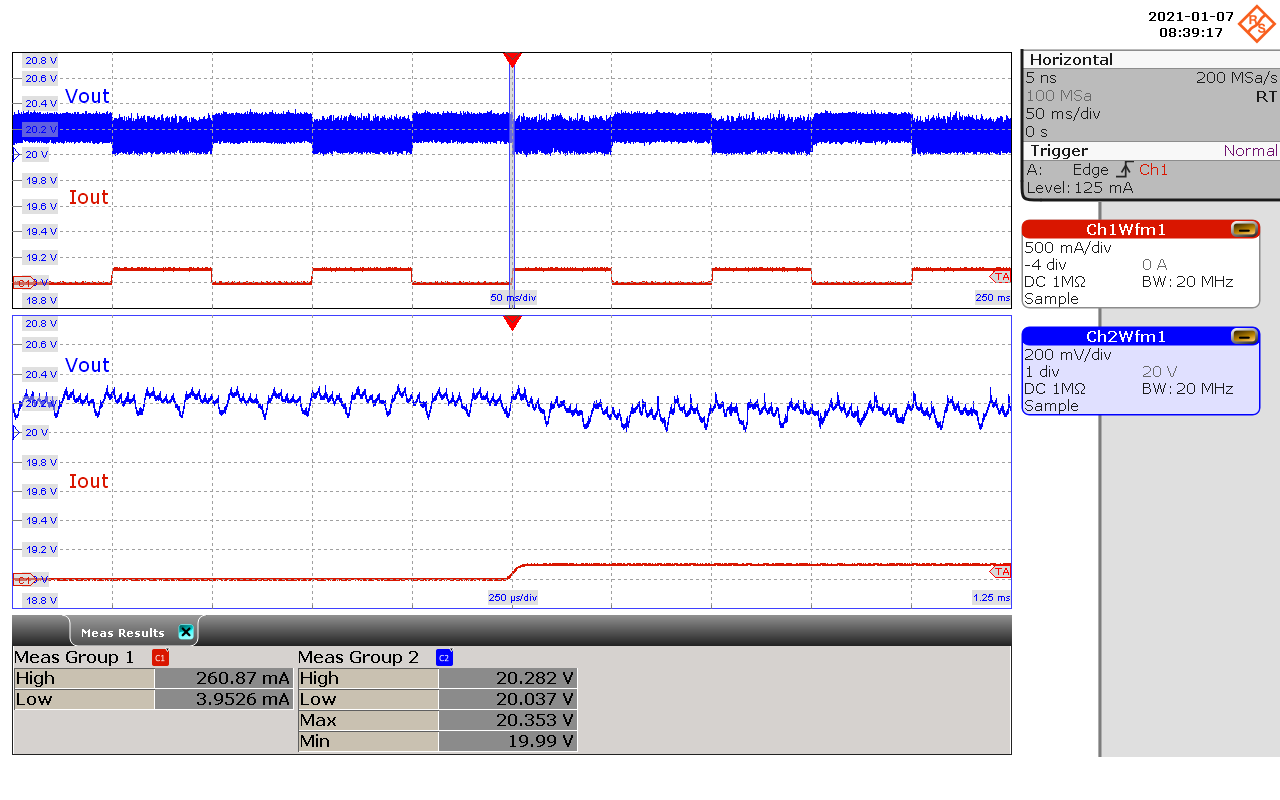 2021-01-07
08:39:17
R&S
Horizontal
5 ns 200 MSa/s
100 MSa RT
50 ms/div
0 s
Trigger Normal
A: Edge Ch1
Level: 125 mA
Ch1Wfm1
500 mA/div
-4 div 0 A
DC 1MΩ BW: 20 MHz
Sample
Ch2Wfm1
200 mV/div
1 div 20 V
DC 1MΩ BW: 20 MHz
Sample
20.8 V
20.6 V
20.4 V
Vout
20.2 V
20 V
19.8 V
Iout
19.6 V
19.4 V
19.2 V
C1 TA
18.8 V
50 ms/div 250 ms
20.8 V
20.6 V
Vout
20.4 V
20.2 V
20 V
19.8 V
Iout
19.6 V
19.4 V
19.2 V
C1 TA
18.8 V
250 µs/div 1.25 ms
Meas Results
Meas Group 1 C1
High 260.87 mA
Low 3.9526 mA
Meas Group 2 C2
High 20.282 V
Low 20.037 V
Max 20.353 V
Min 19.99 V